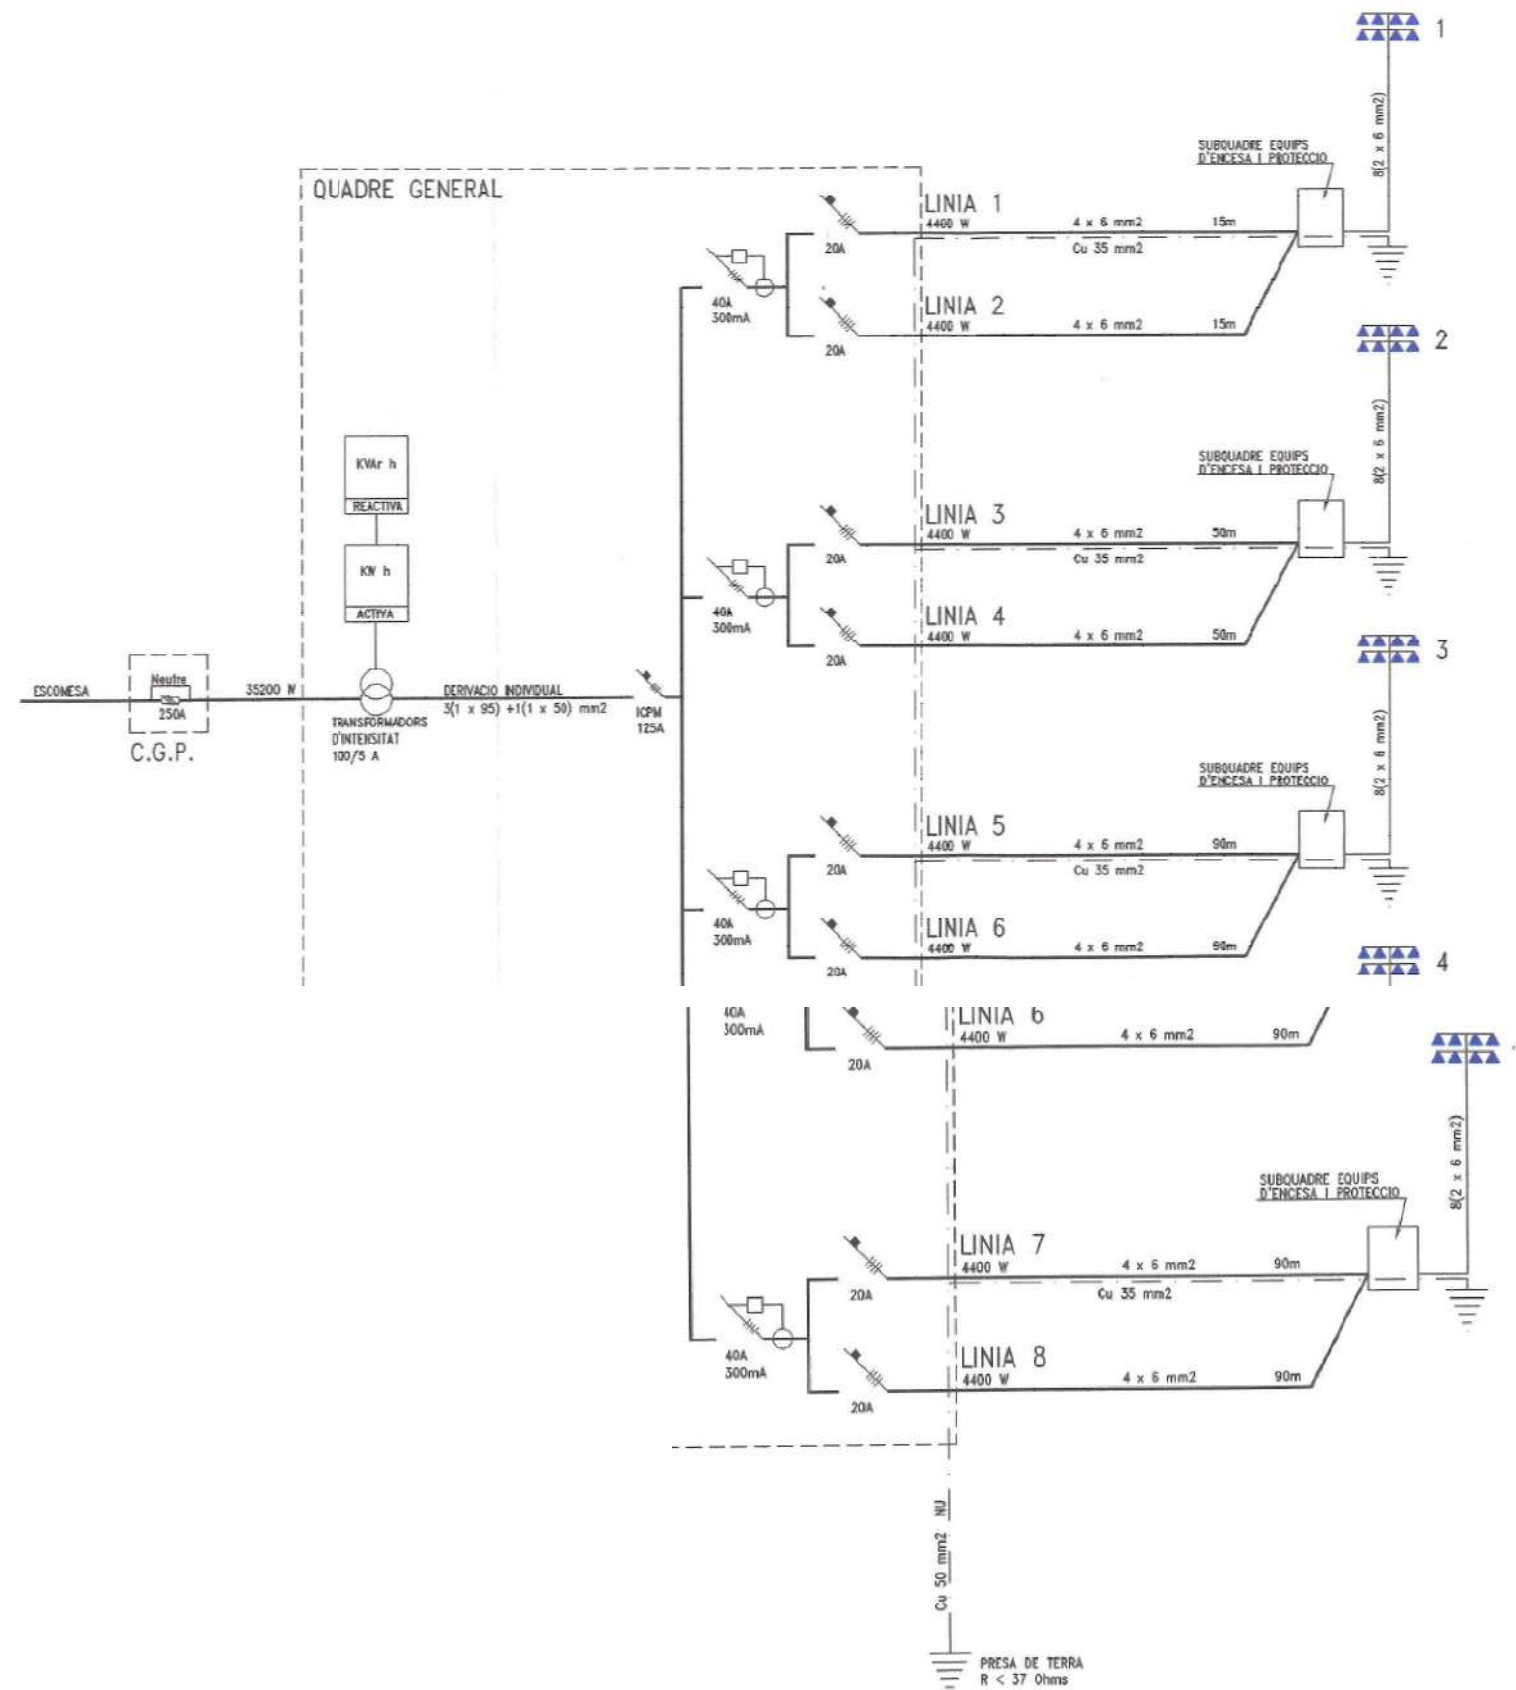 1
8(2 x 6 mm2)
SUBQUADRE EQUIPS
D'ENCESA I PROTECCIO
QUADRE GENERAL
LINIA 1
4400 W
4 x 6 mm2
15m
20A
Cu 35 mm2
40A
300mA
LINIA 2
4400 W
4 x 6 mm2
15m
20A
2
8(2 x 6 mm2)
KVAr h
REACTIVA
SUBQUADRE EQUIPS
D'ENCESA I PROTECCIO
LINIA 3
4400 W
4 x 6 mm2
50m
20A
Cu 35 mm2
KW h
ACTIVA
40A
300mA
LINIA 4
4400 W
4 x 6 mm2
50m
20A
3
8(2 x 6 mm2)
ESCOMESA
Neutre
250A
C.G.P.
35200 W
TRANSFORMADORS
D'INTENSITAT
100/5 A
DERIVACIO INDIVIDUAL
3(1 x 95) +1(1 x 50) mm2
ICPM
125A
SUBQUADRE EQUIPS
D'ENCESA I PROTECCIO
LINIA 5
4400 W
4 x 6 mm2
90m
20A
Cu 35 mm2
40A
300mA
LINIA 6
4400 W
4 x 6 mm2
90m
20A
4
40A
300mA
LINIA 6
4400 W
4 x 6 mm2
90m
20A
8(2 x 6 mm2)
SUBQUADRE EQUIPS
D'ENCESA I PROTECCIO
LINIA 7
4400 W
4 x 6 mm2
90m
20A
Cu 35 mm2
40A
300mA
LINIA 8
4400 W
4 x 6 mm2
90m
20A
Cu 50 mm2 NU
PRESA DE TERRA
R < 37 Ohms